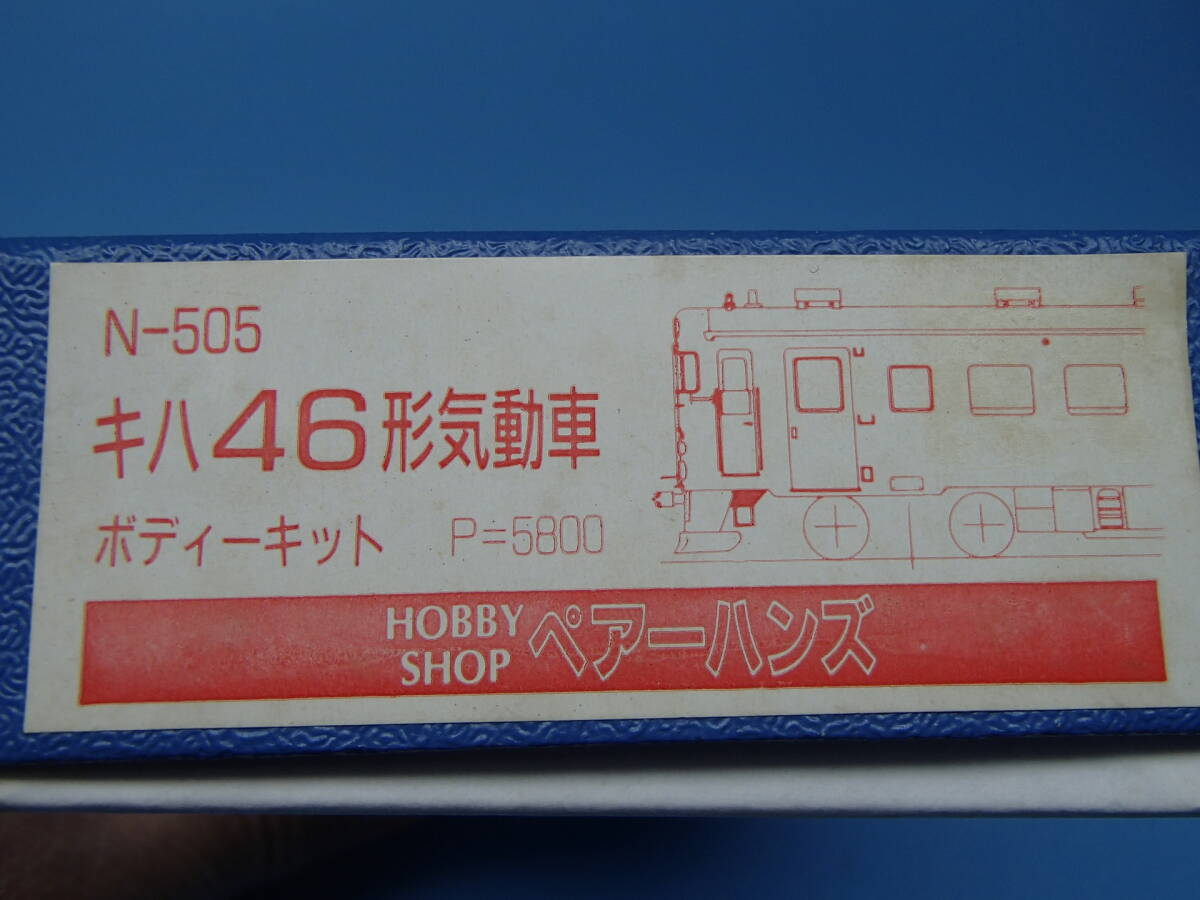 N-505
キハ46形気動車
ボディーキット P=5800
HOBBY SHOP ペアーハンズ